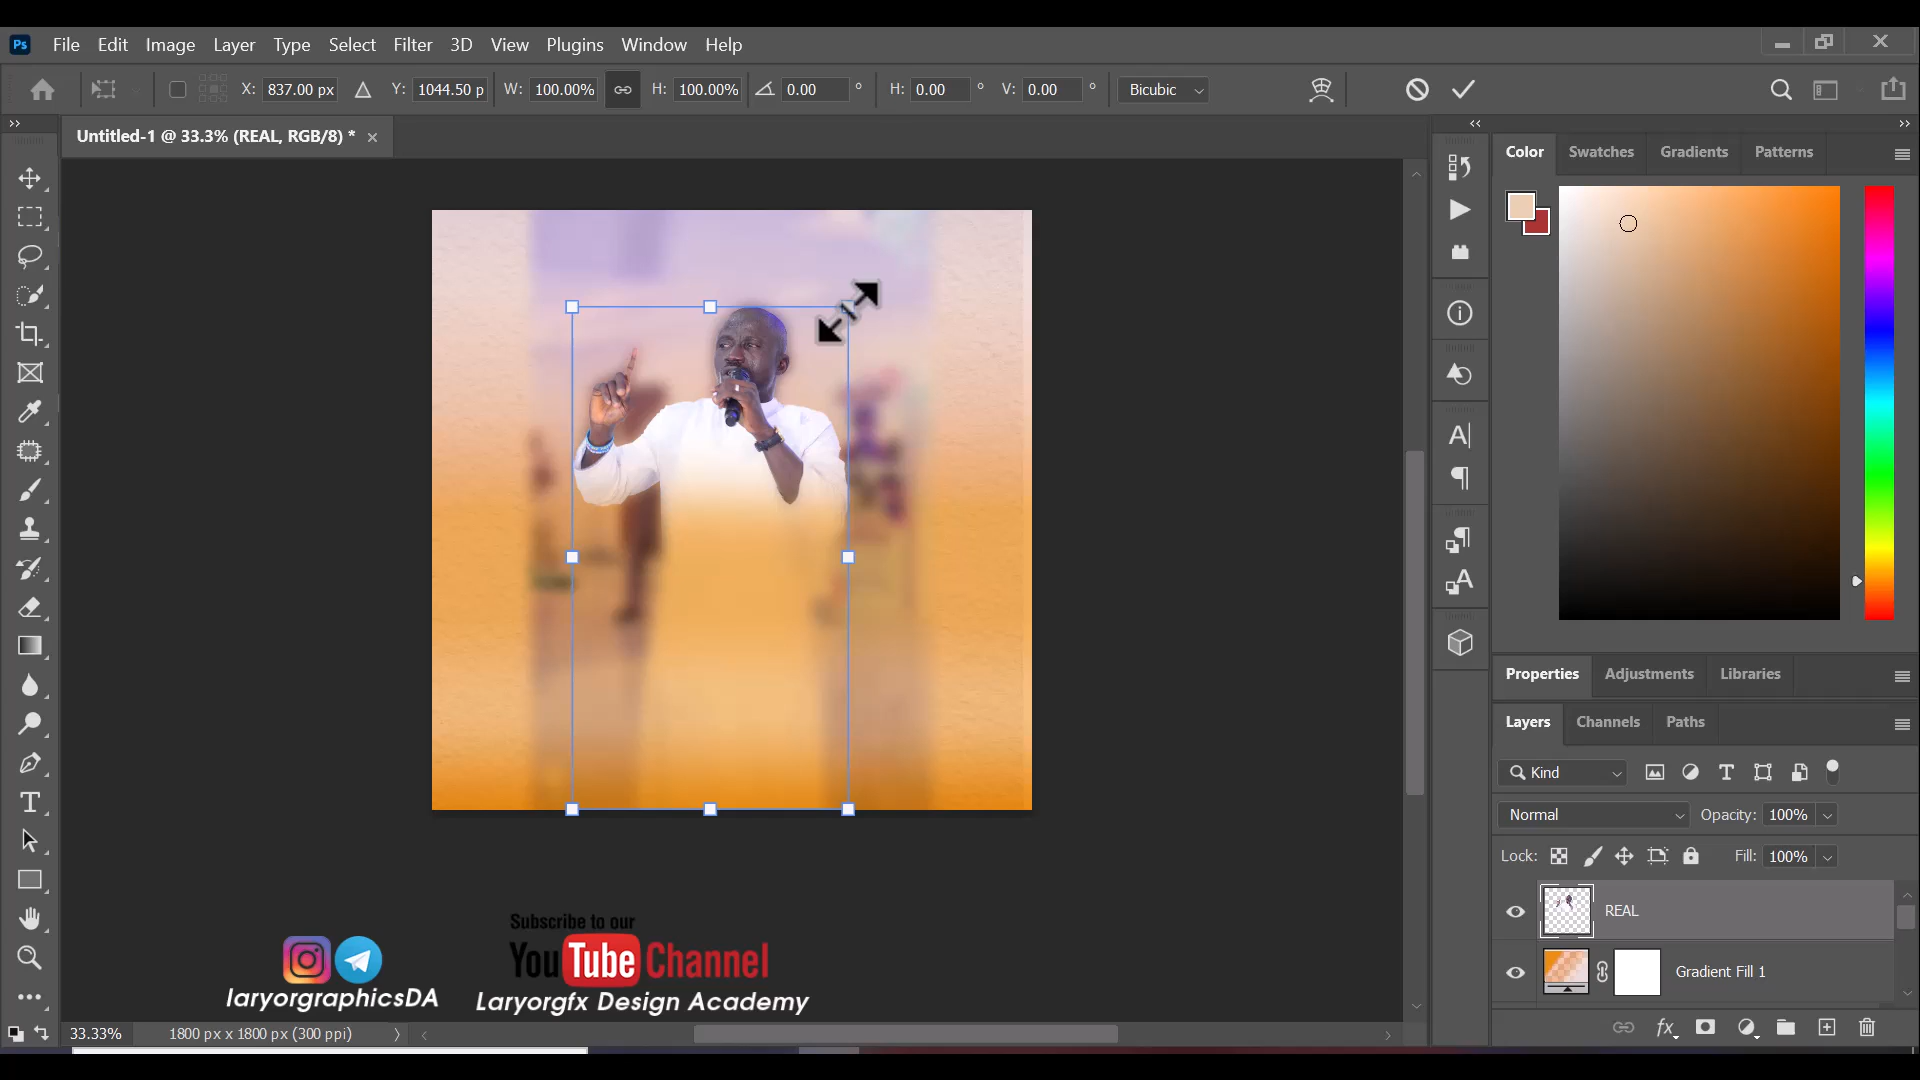 Ps File Edit Image Layer Type Select Filter 3D View Plugins Window Help
X: 837.00 px Y: 1044.50 p W: 100.00% H: 100.00% 0.00 ° H: 0.00 ° V: 0.00 ° Bicubic
Untitled-1 @ 33.3% (REAL, RGB/8) *
Color Swatches Gradients Patterns
Properties Adjustments Libraries
Layers Channels Paths
Kind
Normal Opacity: 100%
Lock: Fill: 100%
REAL
Gradient Fill 1
fx
Subscribe to our
YouTube Channel
laryorgraphicsDA
Laryorgfx Design Academy
33.33% 1800 px x 1800 px (300 ppi)